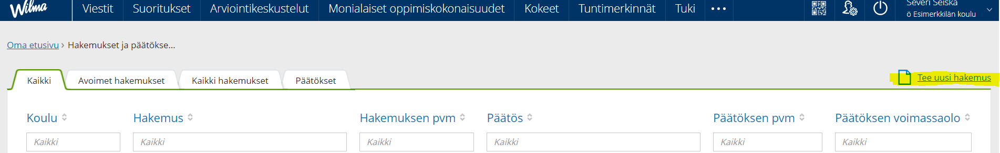 Wilma Viestit Suoritukset Arviointikeskustelut Monialaiset oppimiskokonaisuudet Kokeet Tuntimerkinnät Tuki Severi Seiska
ö Esimerkkilän koulu
Oma etusivu › Hakemukset ja päätökse...
Kaikki Avoimet hakemukset Kaikki hakemukset Päätökset Tee uusi hakemus
Koulu Hakemus Hakemuksen pvm Päätös Päätöksen pvm Päätöksen voimassaolo
Kaikki Kaikki Kaikki Kaikki Kaikki Kaikki